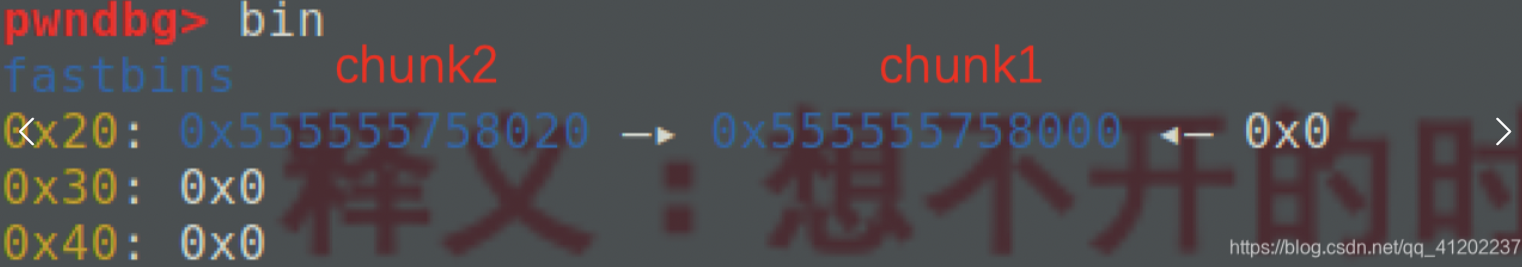 pwndbg> bin
chunk2 chunk1
fastbins
0x20: 0x555555758020 —▸ 0x555555758000 ◂— 0x0
0x30: 0x0
0x40: 0x0
释义：想不开的时
https://blog.csdn.net/qq_41202237